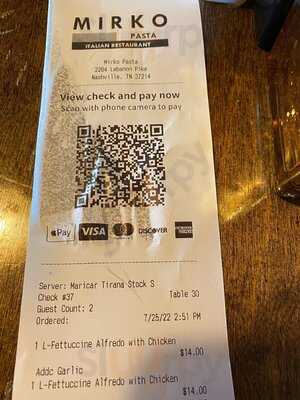 MIRKO
PASTA
ITALIAN RESTAURANT
Mirko Pasta
2204 Lebanon Pike
Nashville, TN 37214
View check and pay now
Scan with phone camera to pay
Pay VISA DISCOVER
Server: Maricar Tirana Stock S
Check #37 Table 30
Guest Count: 2
Ordered: 7/25/22 2:51 PM
1 L-Fettuccine Alfredo with Chicken
$14.00
Addc Garlic
1 L-Fettuccine Alfredo with Chicken
$14.00